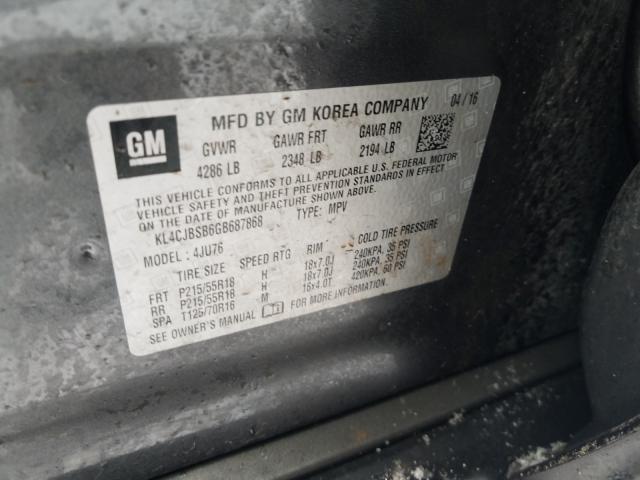 GM
MFD BY GM KOREA COMPANY 04/16
GVWR GAWR FRT GAWR RR
4286 LB 2348 LB 2194 LB
THIS VEHICLE CONFORMS TO ALL APPLICABLE U.S. FEDERAL MOTOR
VEHICLE SAFETY AND THEFT PREVENTION STANDARDS IN EFFECT
ON THE DATE OF MANUFACTURE SHOWN ABOVE.
KL4CJBSB6GB687868 TYPE: MPV
MODEL: 4JU76
TIRE SIZE SPEED RTG RIM COLD TIRE PRESSURE
FRT P215/55R18 H 18x7.0J 240KPA, 35 PSI
RR P215/55R18 H 18x7.0J 240KPA, 35 PSI
SPA T125/70R16 M 16x4.0T 420KPA, 60 PSI
SEE OWNER'S MANUAL FOR MORE INFORMATION.